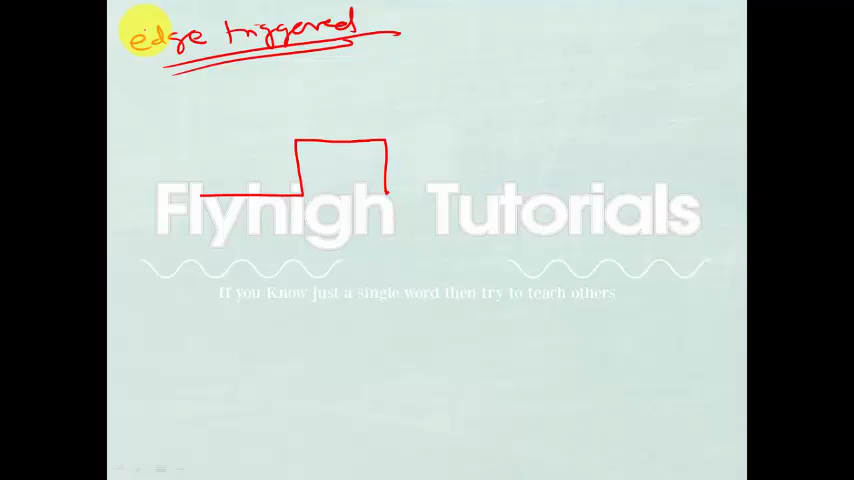 edge triggered
Flyhigh Tutorials
If you Know just a single word then try to teach others